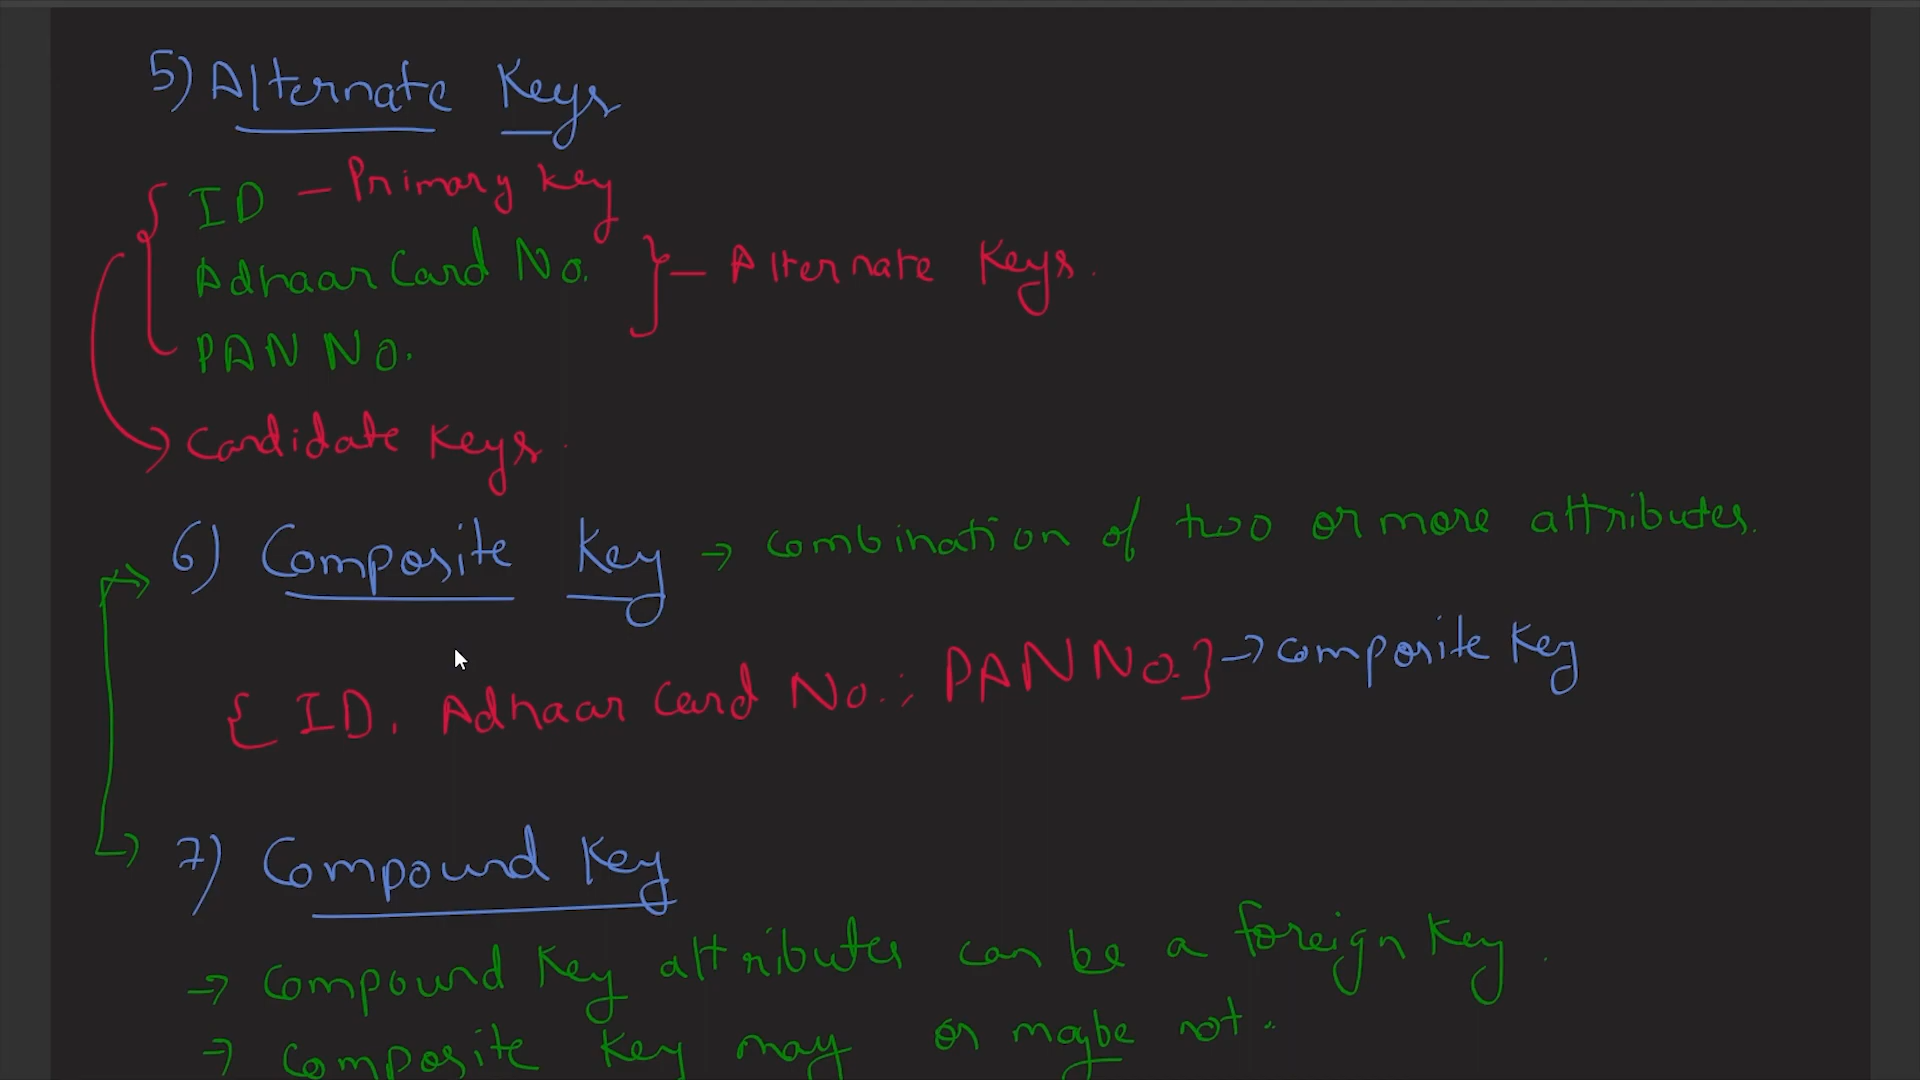 5) Alternate Keys
ID - Primary Key
Adhaar Card No. - Alternate Keys.
PAN No.
Candidate Keys.
6) Composite Key → combination of two or more attributes.
{ ID, Adhaar Card No., PAN No. } → composite key
7) Compound Key
→ compound key attributes can be a foreign key.
→ composite key may or maybe not.